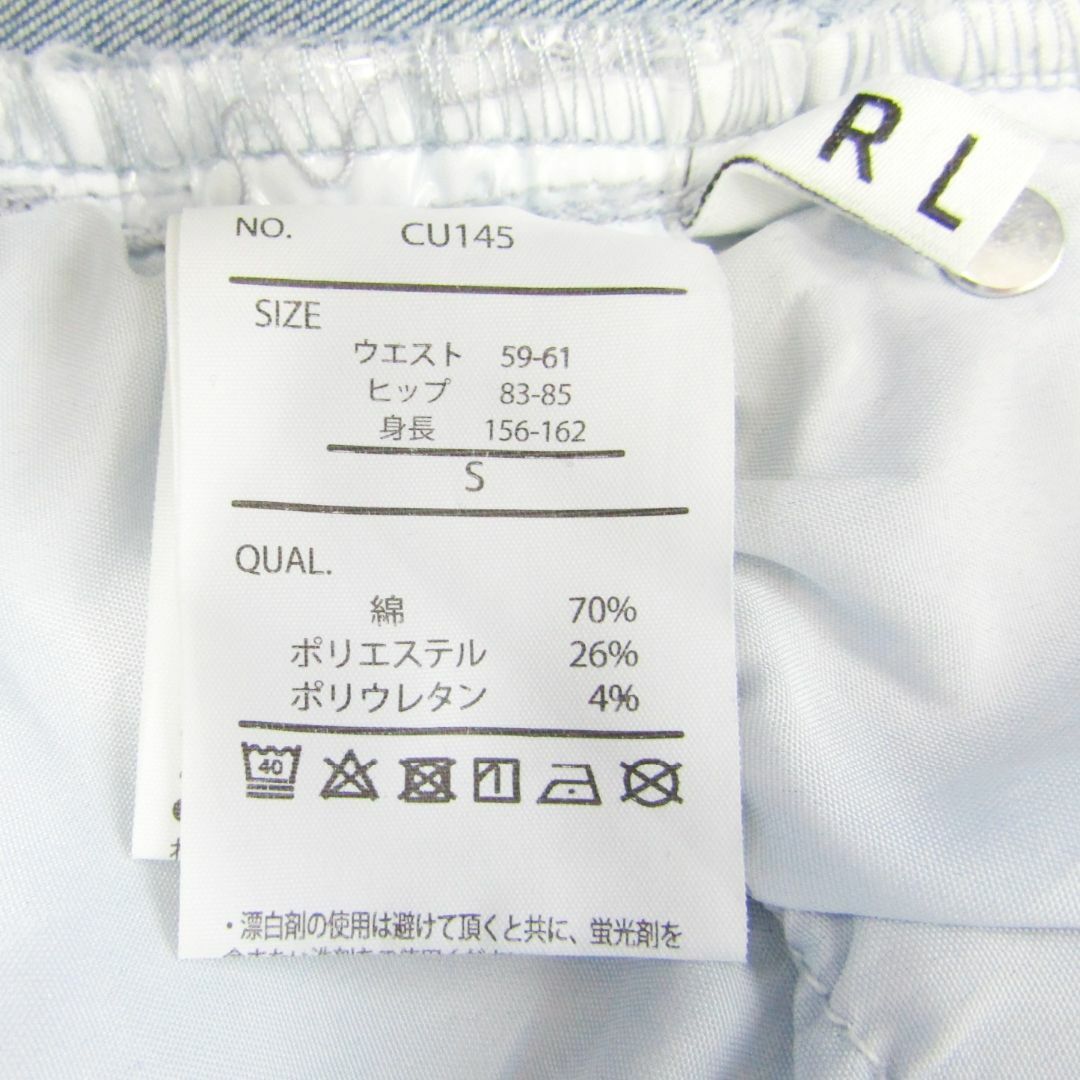 RL
NO. CU145
SIZE
ウエスト 59-61
ヒップ 83-85
身長 156-162
S
QUAL.
綿 70%
ポリエステル 26%
ポリウレタン 4%
40
・漂白剤の使用は避けて頂くと共に、蛍光剤を